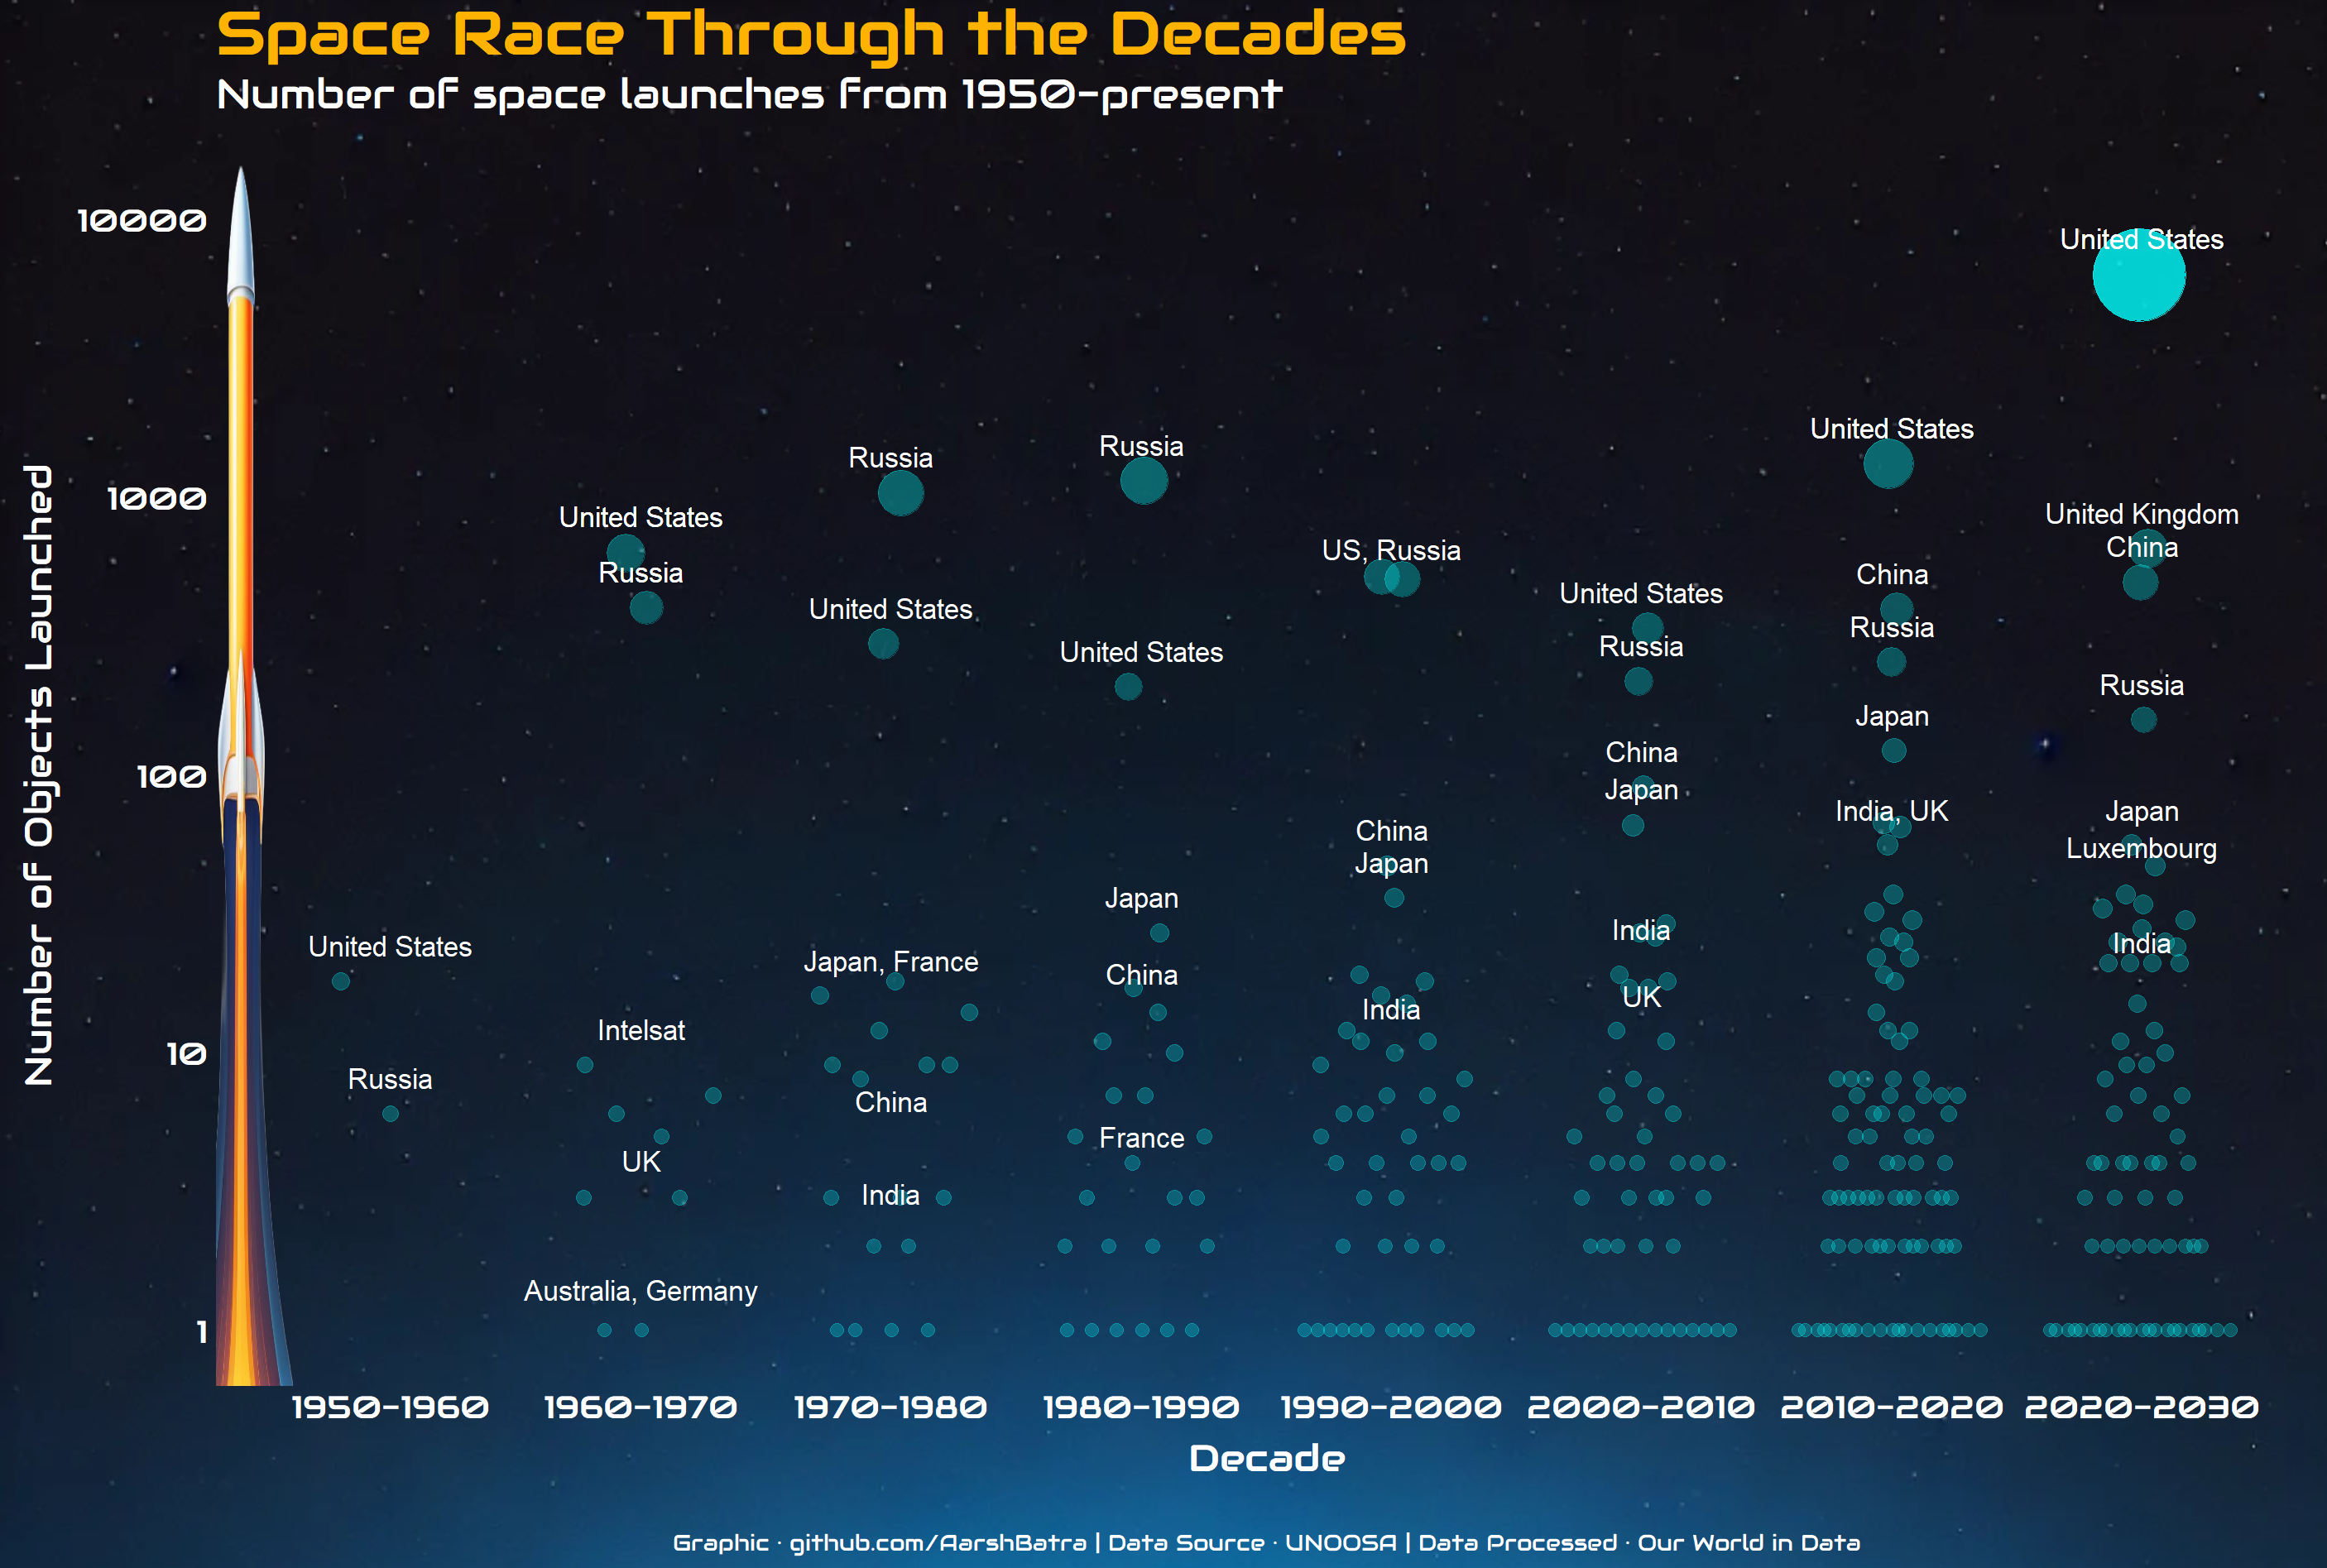 Space Race Through the Decades
Number of space launches from 1950-present
Number of Objects Launched
10000
1000
100
10
1
United States
Russia
United States
Russia
Intelsat
UK
Australia, Germany
Russia
United States
Japan, France
China
India
Russia
United States
Japan
China
France
US, Russia
China
Japan
India
United States
Russia
China
Japan
India
UK
United States
China
Russia
Japan
India, UK
United States
United Kingdom
China
Russia
Japan
Luxembourg
India
1950-1960 1960-1970 1970-1980 1980-1990 1990-2000 2000-2010 2010-2020 2020-2030
Decade
Graphic · github.com/AarshBatra | Data Source · UNOOSA | Data Processed · Our World in Data